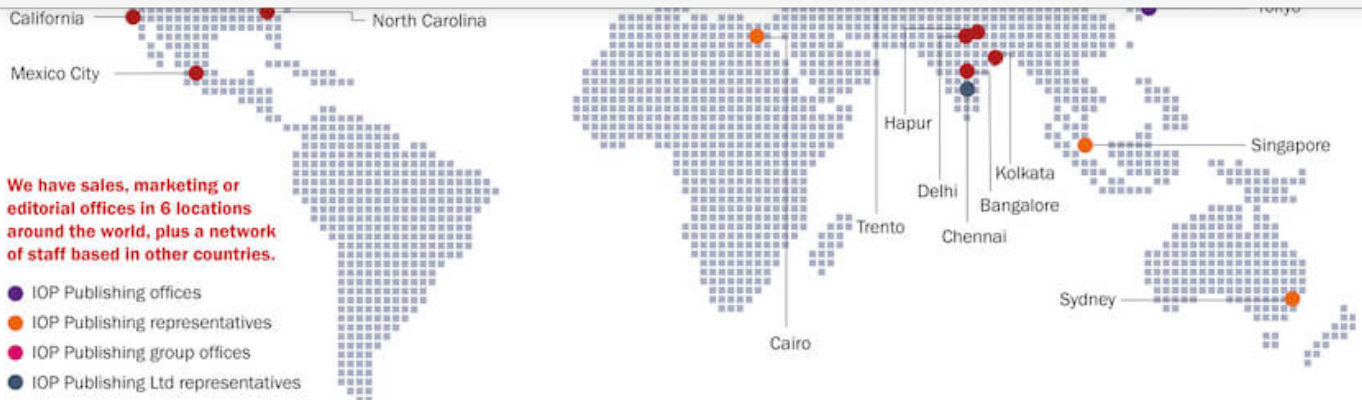 California
North Carolina
Tokyo
Mexico City
Hapur
Singapore
Kolkata
Delhi
Bangalore
Trento
Chennai
We have sales, marketing or
editorial offices in 6 locations
around the world, plus a network
of staff based in other countries.
Sydney
Cairo
IOP Publishing offices
IOP Publishing representatives
IOP Publishing group offices
IOP Publishing Ltd representatives